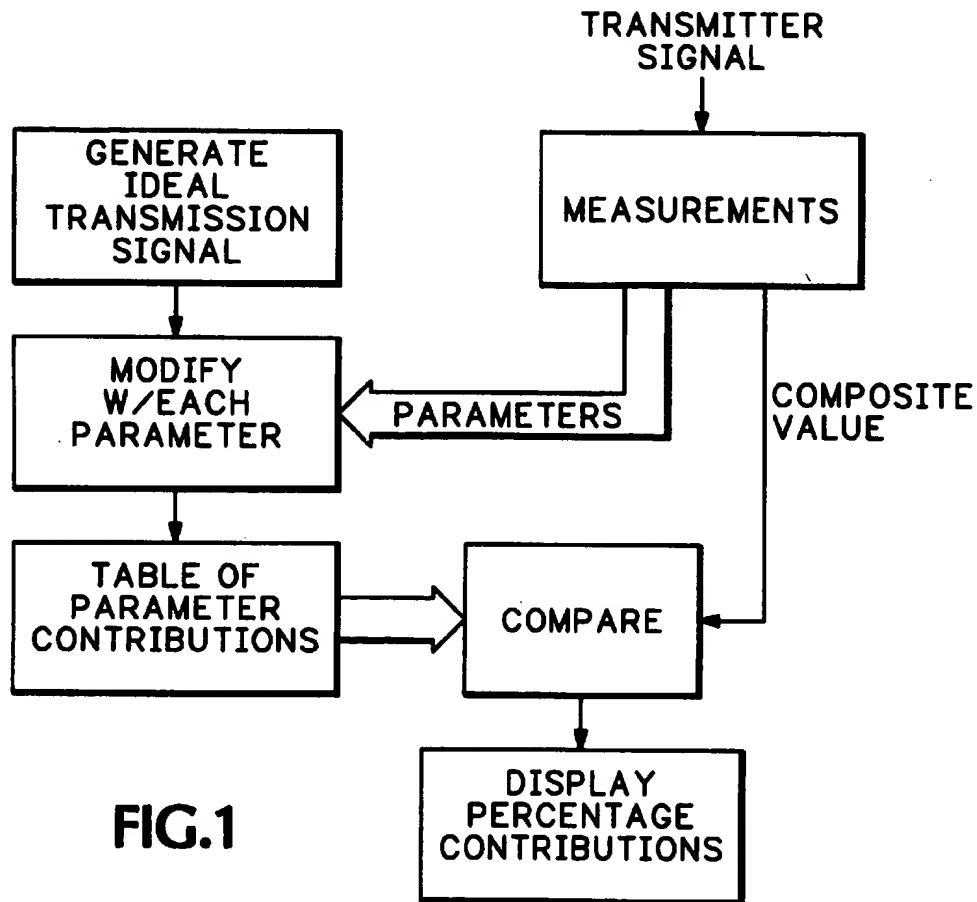 TRANSMITTER
SIGNAL
GENERATE
IDEAL
TRANSMISSION
SIGNAL
MEASUREMENTS
MODIFY
W/EACH
PARAMETER
PARAMETERS
COMPOSITE
VALUE
TABLE OF
PARAMETER
CONTRIBUTIONS
COMPARE
DISPLAY
PERCENTAGE
CONTRIBUTIONS
FIG.1